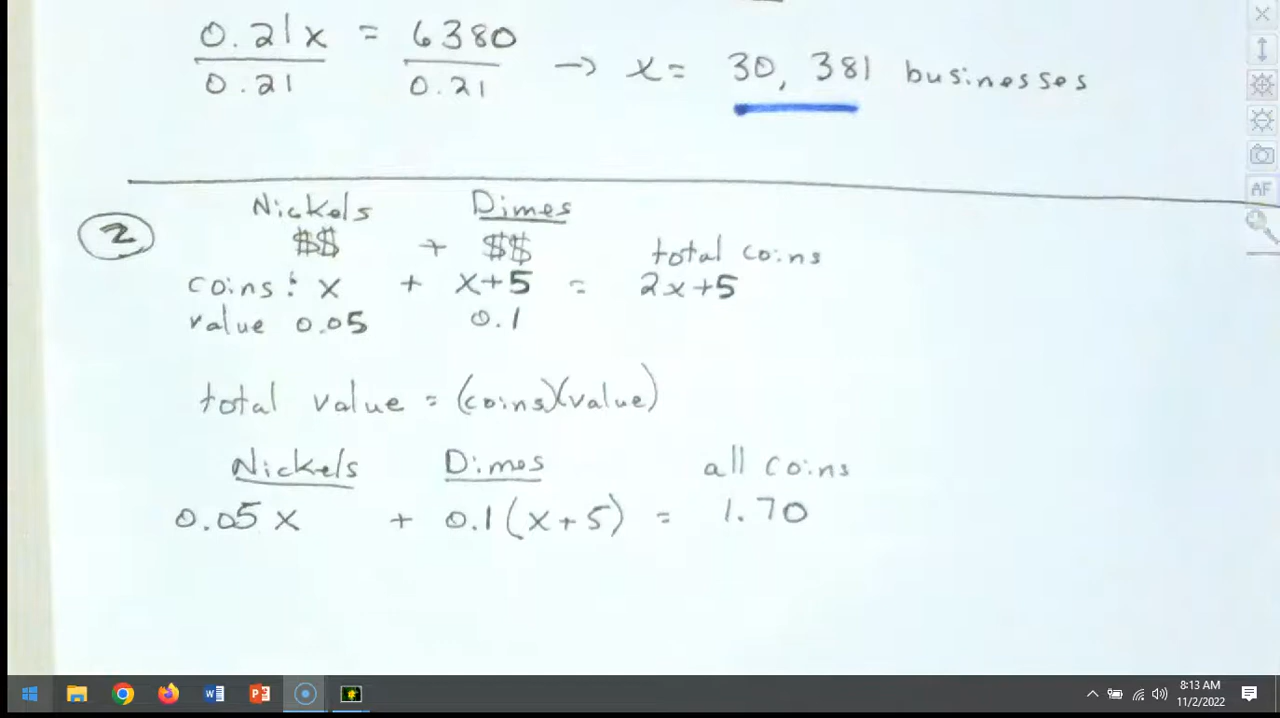 0.21x = 6380
0.21 0.21 → x = 30, 381 businesses
2
Nickels Dimes
$$ + $$ total coins
coins: x + x+5 = 2x+5
value 0.05 0.1
total value = (coins)(value)
Nickels Dimes all coins
0.05x + 0.1(x+5) = 1.70
AF
8:13 AM
11/2/2022